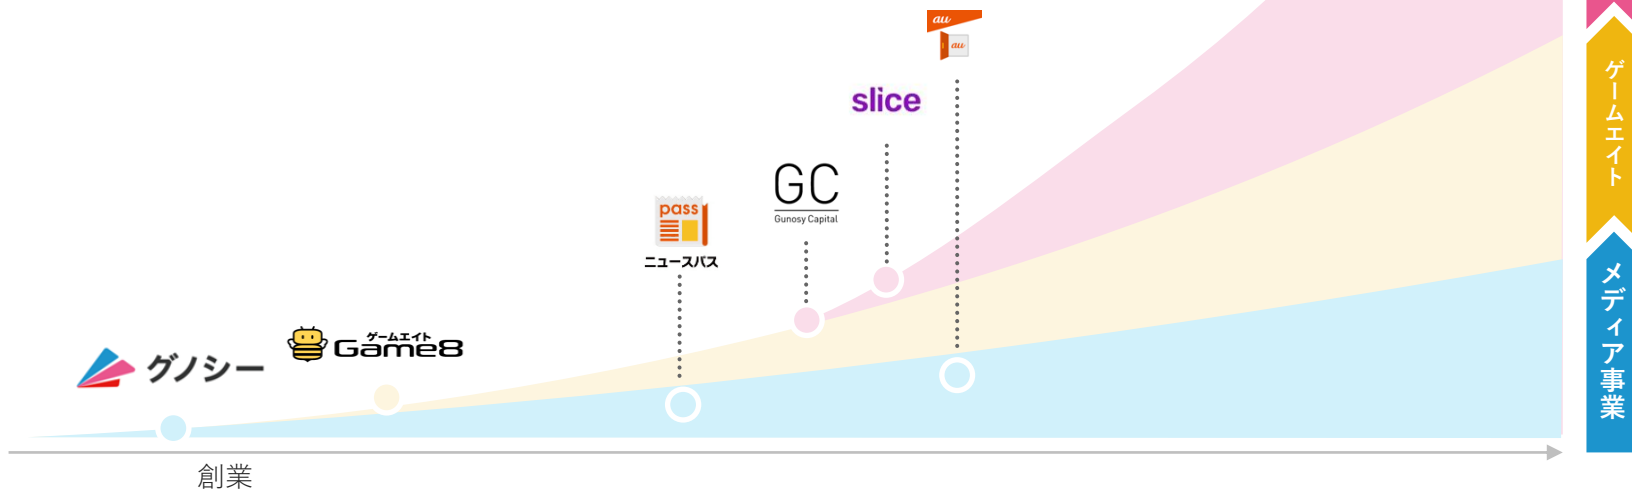 au
au
slice
GC
Gunosy Capital
pass
ニュースパス
グノシー
ゲームエイト
Game8
創業
ゲームエイト
メディア事業